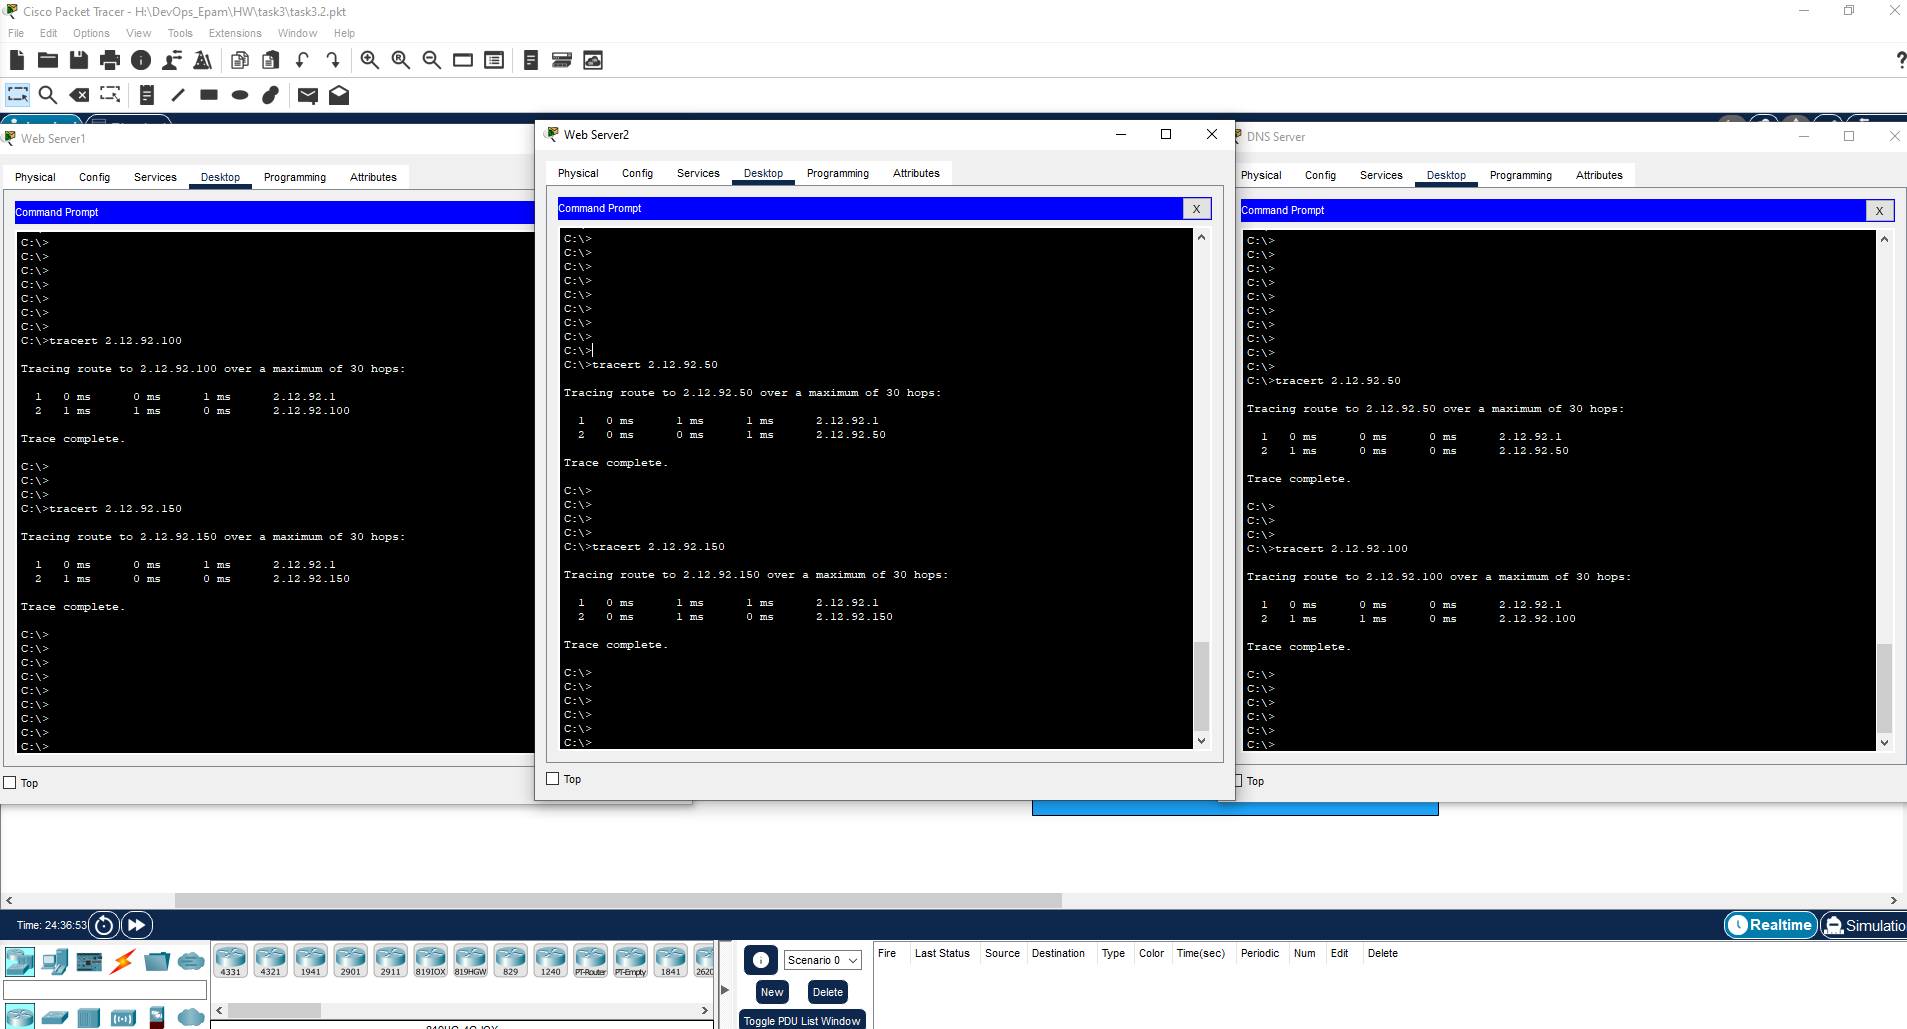 Cisco Packet Tracer - H:\DevOps_Epam\HW\task3\task3.2.pkt
File Edit Options View Tools Extensions Window Help
?
Web Server1
Physical Config Services Desktop Programming Attributes
Command Prompt
C:\>
C:\>
C:\>
C:\>
C:\>
C:\>
C:\>
C:\>tracert 2.12.92.100
Tracing route to 2.12.92.100 over a maximum of 30 hops:
1 0 ms 0 ms 1 ms 2.12.92.1
2 1 ms 1 ms 0 ms 2.12.92.100
Trace complete.
C:\>
C:\>
C:\>
C:\>tracert 2.12.92.150
Tracing route to 2.12.92.150 over a maximum of 30 hops:
1 0 ms 0 ms 1 ms 2.12.92.1
2 1 ms 0 ms 0 ms 2.12.92.150
Trace complete.
C:\>
C:\>
C:\>
C:\>
C:\>
C:\>
C:\>
C:\>
C:\>
Top
Web Server2
Physical Config Services Desktop Programming Attributes
Command Prompt X
C:\>
C:\>
C:\>
C:\>
C:\>
C:\>
C:\>
C:\>
C:\>
C:\>tracert 2.12.92.50
Tracing route to 2.12.92.50 over a maximum of 30 hops:
1 0 ms 1 ms 1 ms 2.12.92.1
2 0 ms 0 ms 1 ms 2.12.92.50
Trace complete.
C:\>
C:\>
C:\>
C:\>
C:\>tracert 2.12.92.150
Tracing route to 2.12.92.150 over a maximum of 30 hops:
1 0 ms 1 ms 1 ms 2.12.92.1
2 0 ms 1 ms 0 ms 2.12.92.150
Trace complete.
C:\>
C:\>
C:\>
C:\>
C:\>
C:\>
Top
DNS Server
Physical Config Services Desktop Programming Attributes
Command Prompt X
C:\>
C:\>
C:\>
C:\>
C:\>
C:\>
C:\>
C:\>
C:\>
C:\>
C:\>tracert 2.12.92.50
Tracing route to 2.12.92.50 over a maximum of 30 hops:
1 0 ms 0 ms 0 ms 2.12.92.1
2 1 ms 0 ms 0 ms 2.12.92.50
Trace complete.
C:\>
C:\>
C:\>
C:\>tracert 2.12.92.100
Tracing route to 2.12.92.100 over a maximum of 30 hops:
1 0 ms 0 ms 0 ms 2.12.92.1
2 1 ms 1 ms 0 ms 2.12.92.100
Trace complete.
C:\>
C:\>
C:\>
C:\>
C:\>
C:\>
Top
Time: 24:36:53
Realtime Simulatio
4331 4321 1941 2901 2911 819IOX 819HGW 829 1240 PT-Router PT-Empty 1841 2620
Scenario 0
New Delete
Toggle PDU List Window
Fire Last Status Source Destination Type Color Time(sec) Periodic Num Edit Delete